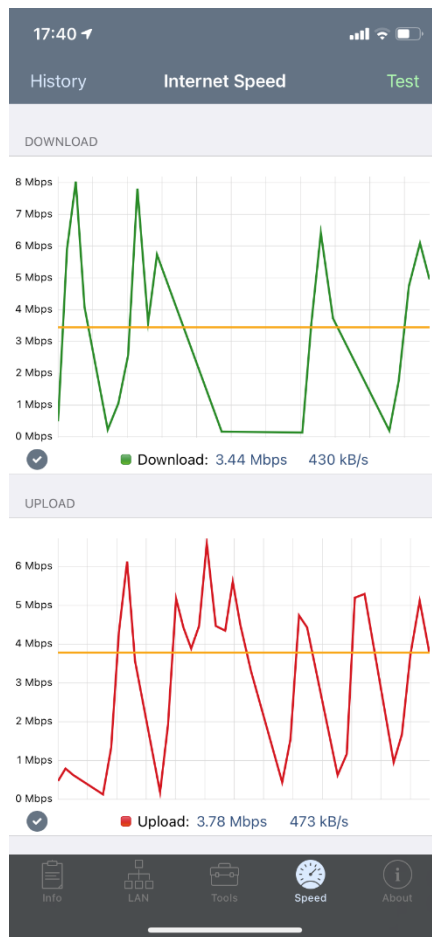 17:40
History Internet Speed Test
DOWNLOAD
8 Mbps
7 Mbps
6 Mbps
5 Mbps
4 Mbps
3 Mbps
2 Mbps
1 Mbps
0 Mbps
Download: 3.44 Mbps 430 kB/s
UPLOAD
6 Mbps
5 Mbps
4 Mbps
3 Mbps
2 Mbps
1 Mbps
0 Mbps
Upload: 3.78 Mbps 473 kB/s
Info LAN Tools Speed About